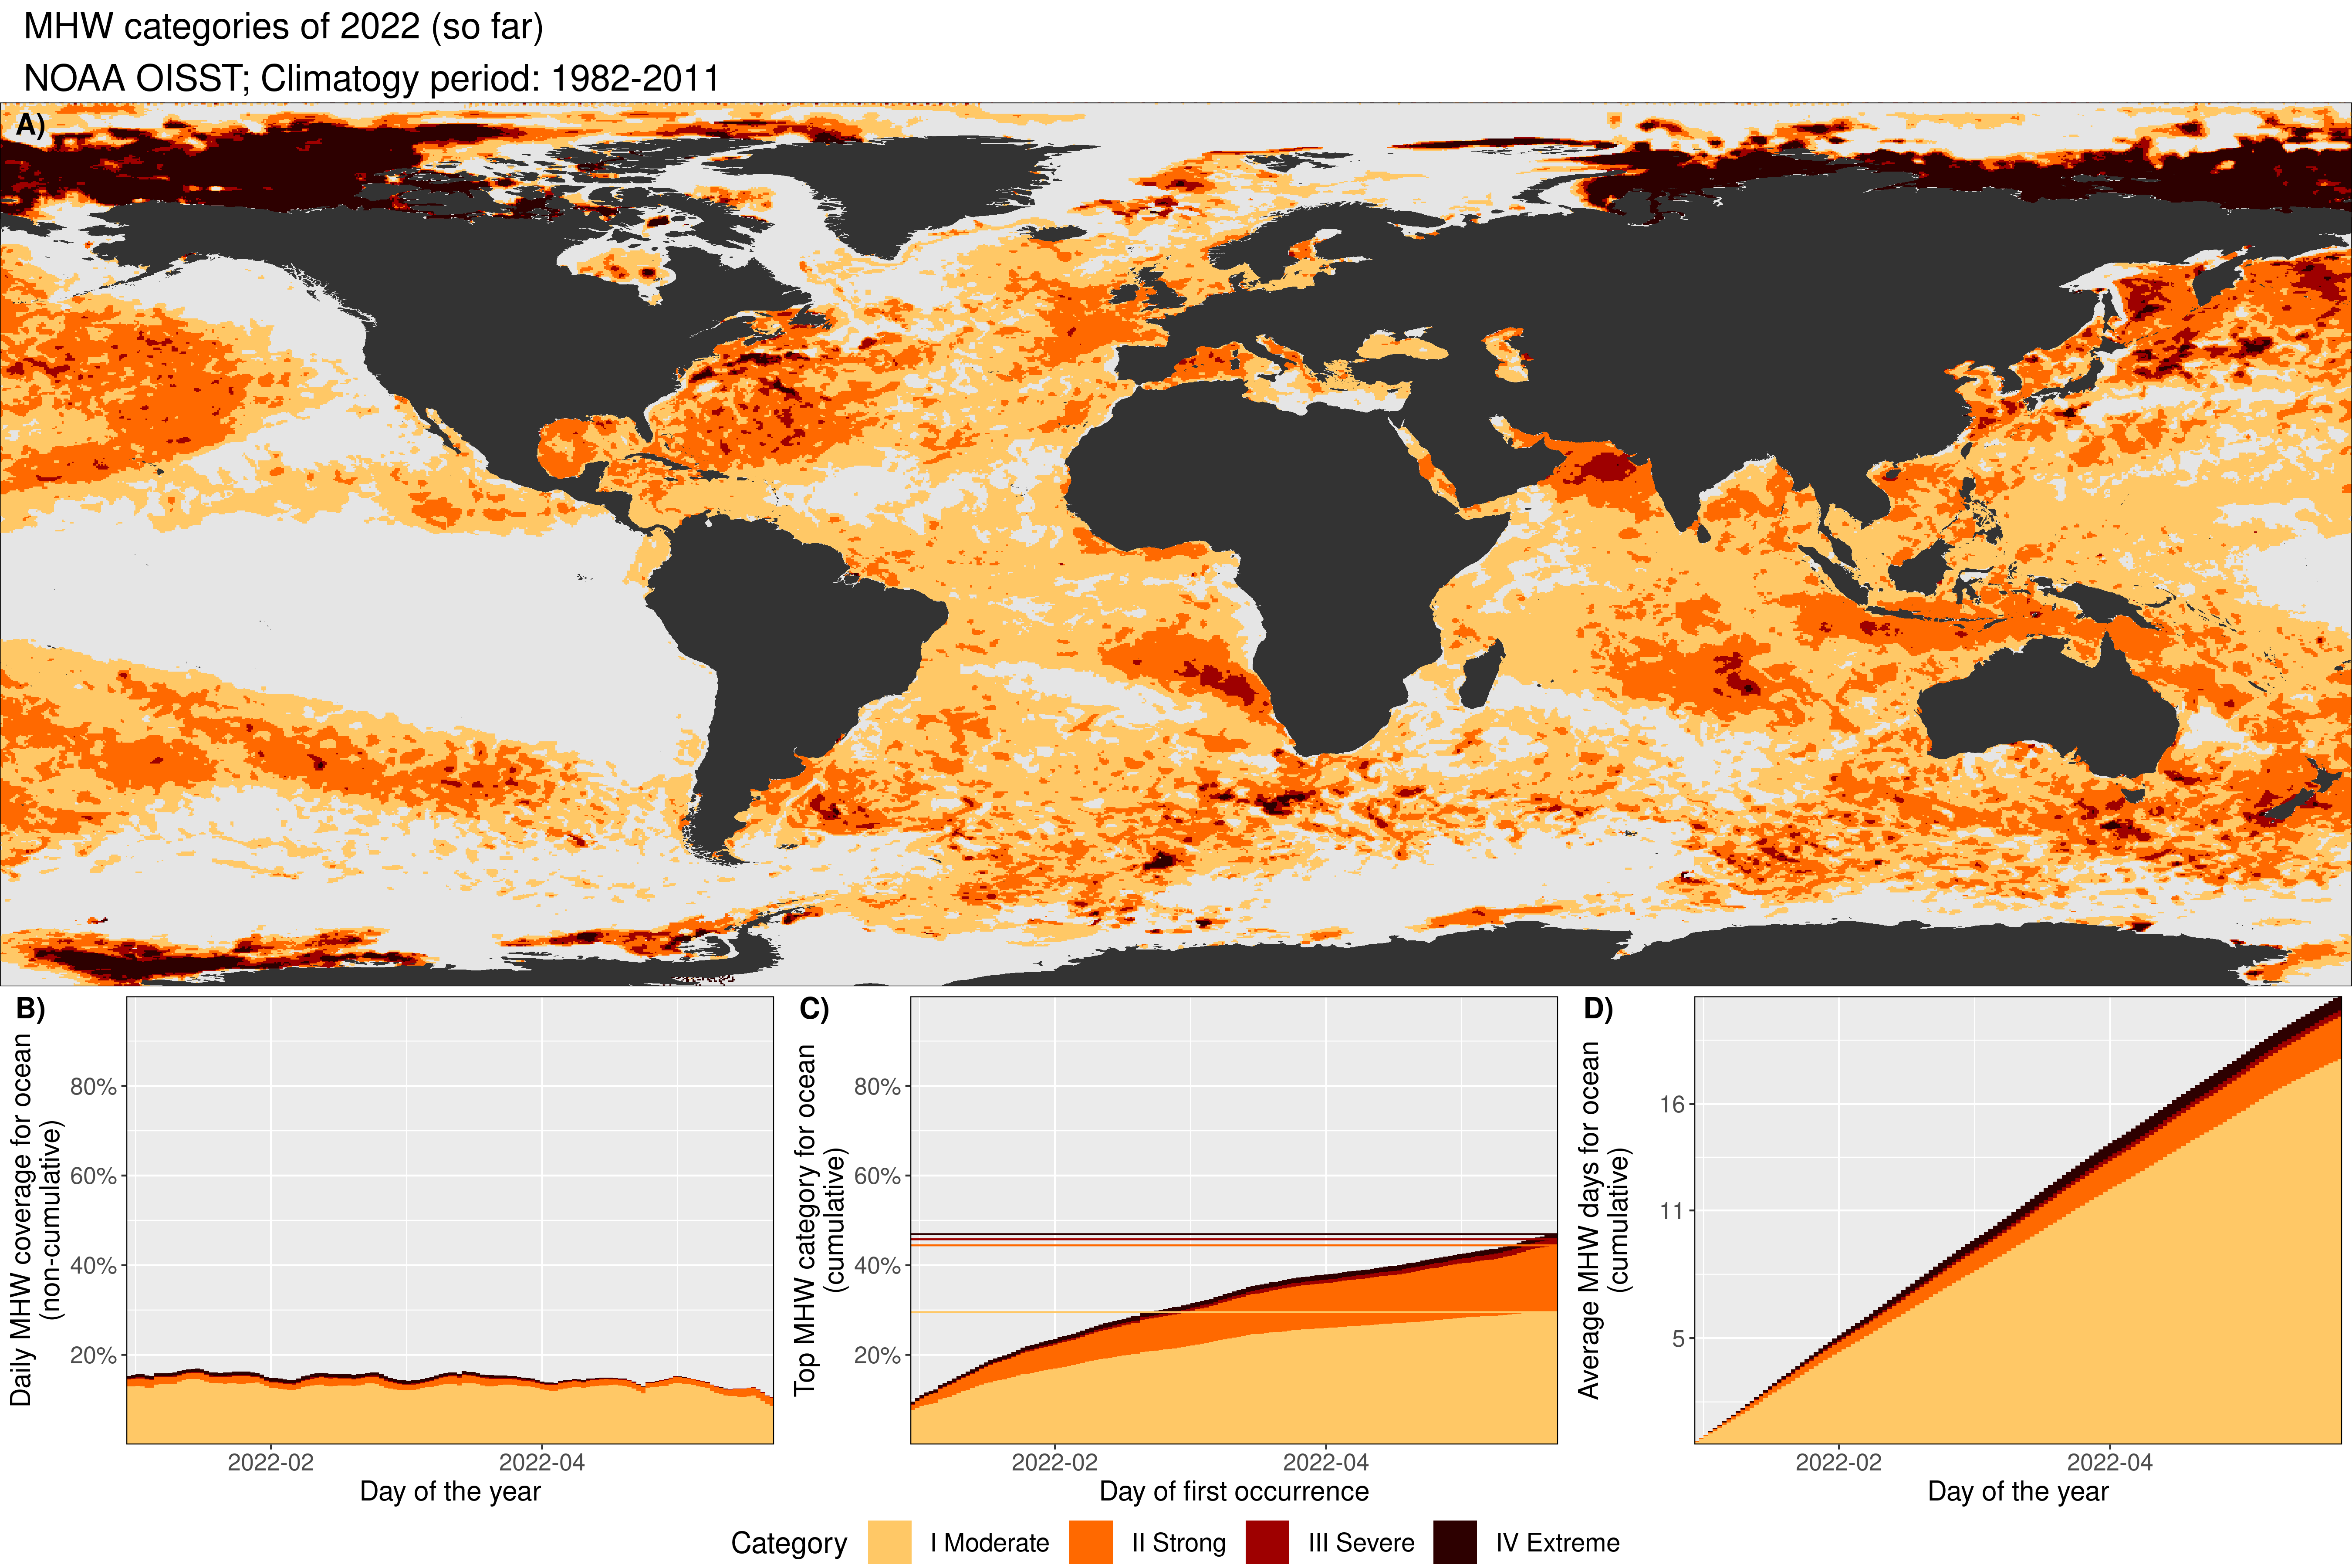 MHW categories of 2022 (so far)
NOAA OISST; Climatogy period: 1982-2011
A)
B)
Daily MHW coverage for ocean
(non-cumulative)
80%
60%
40%
20%
2022-02
2022-04
Day of the year
C)
Top MHW category for ocean
(cumulative)
80%
60%
40%
20%
2022-02
2022-04
Day of first occurrence
D)
Average MHW days for ocean
(cumulative)
16
11
5
2022-02
2022-04
Day of the year
Category
I Moderate
II Strong
III Severe
IV Extreme